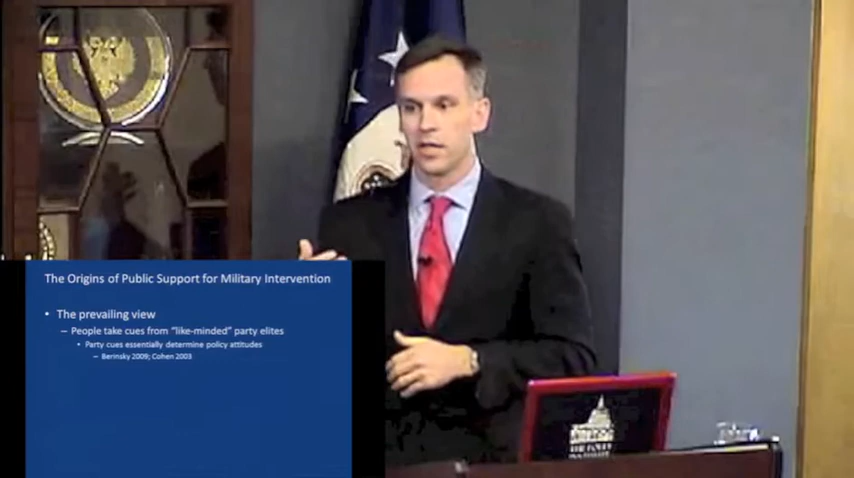 The Origins of Public Support for Military Intervention
• The prevailing view
– People take cues from “like-minded” party elites
• Party cues essentially determine policy attitudes
– Berinsky 2009; Cohen 2003